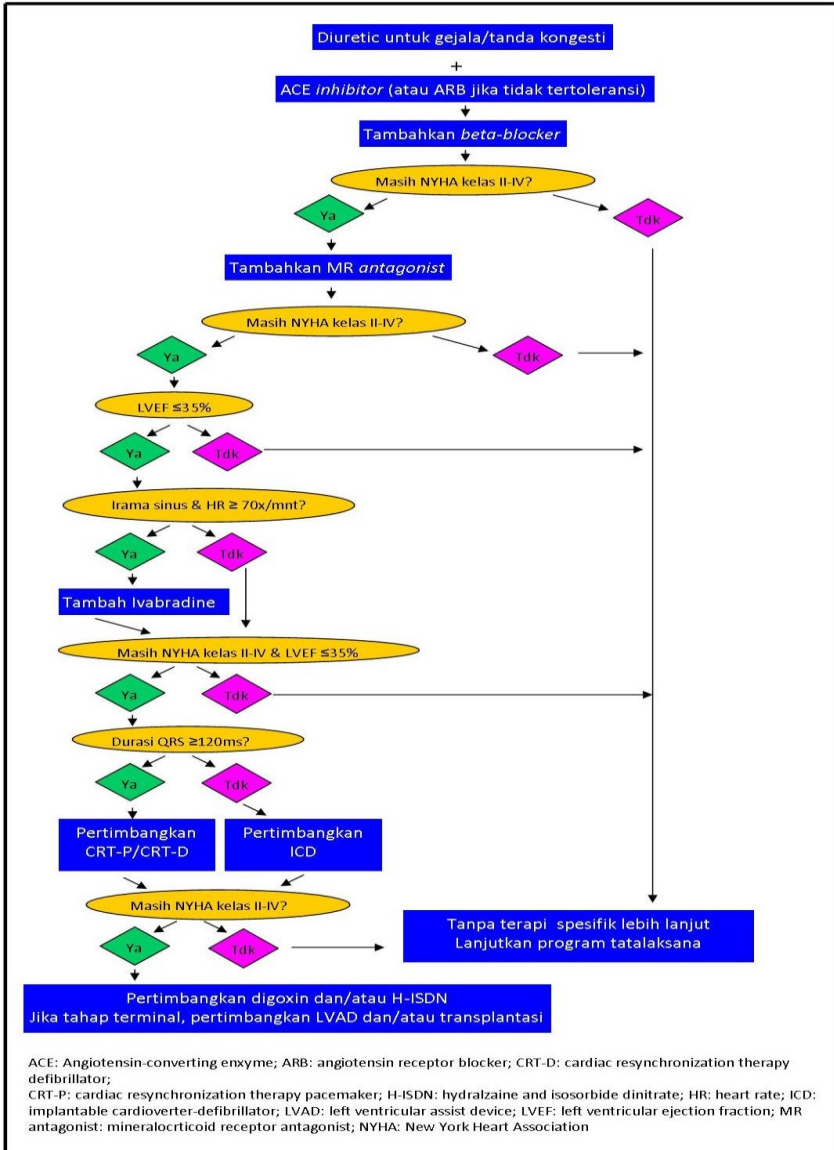 Diuretic untuk gejala/tanda kongesti
+
ACE inhibitor (atau ARB jika tidak tertoleransi)
Tambahkan beta-blocker
Masih NYHA kelas II-IV?
Ya
Tdk
Tambahkan MR antagonist
Masih NYHA kelas II-IV?
Ya
Tdk
LVEF ≤35%
Ya
Tdk
Irama sinus & HR ≥ 70x/mnt?
Ya
Tdk
Tambah Ivabradine
Masih NYHA kelas II-IV & LVEF ≤35%
Ya
Tdk
Durasi QRS ≥120ms?
Ya
Tdk
Pertimbangkan
CRT-P/CRT-D
Pertimbangkan
ICD
Masih NYHA kelas II-IV?
Ya
Tdk
Tanpa terapi spesifik lebih lanjut
Lanjutkan program tatalaksana
Pertimbangkan digoxin dan/atau H-ISDN
Jika tahap terminal, pertimbangkan LVAD dan/atau transplantasi
ACE: Angiotensin-converting enxyme; ARB: angiotensin receptor blocker; CRT-D: cardiac resynchronization therapy
defibrillator;
CRT-P: cardiac resynchronization therapy pacemaker; H-ISDN: hydralzaine and isosorbide dinitrate; HR: heart rate; ICD:
implantable cardioverter-defibrillator; LVAD: left ventricular assist device; LVEF: left ventricular ejection fraction; MR
antagonist: mineralocrticoid receptor antagonist; NYHA: New York Heart Association